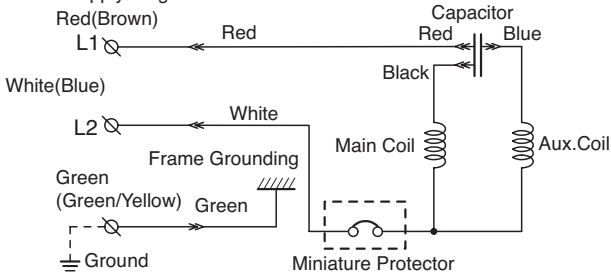 Red(Brown)
L1
Red
Capacitor
Red
Blue
Black
White(Blue)
L2
White
Main Coil
Aux.Coil
Frame Grounding
Green
(Green/Yellow)
Green
Ground
Miniature Protector